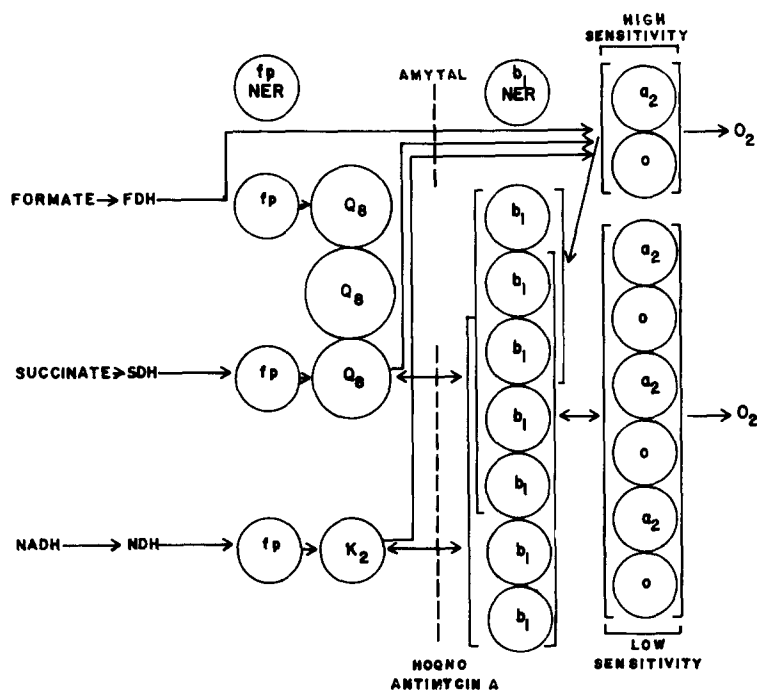 HIGH
SENSITIVITY
fp
NER
AMYTAL
b1
NER
a2
o
→ O2
FORMATE → FDH
fp
Q8
Q8
SUCCINATE → SDH
fp
Q8
NADH → NDH
fp
K2
b1
b1
b1
b1
b1
b1
b1
a2
o
a2
o
a2
o
→ O2
HOQNO
ANTIMYCIN A
LOW
SENSITIVITY